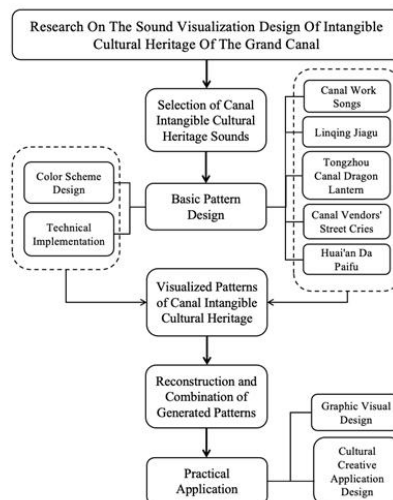 Research On The Sound Visualization Design Of Intangible
Cultural Heritage Of The Grand Canal
Selection of Canal
Intangible Cultural
Heritage Sounds
Canal Work
Songs
Linqing Jiagu
Tongzhou
Canal Dragon
Lantern
Canal Vendors'
Street Cries
Huai'an Da
Paifu
Color Scheme
Design
Technical
Implementation
Basic Pattern
Design
Visualized Patterns
of Canal Intangible
Cultural Heritage
Reconstruction and
Combination of
Generated Patterns
Practical
Application
Graphic Visual
Design
Cultural
Creative
Application
Design